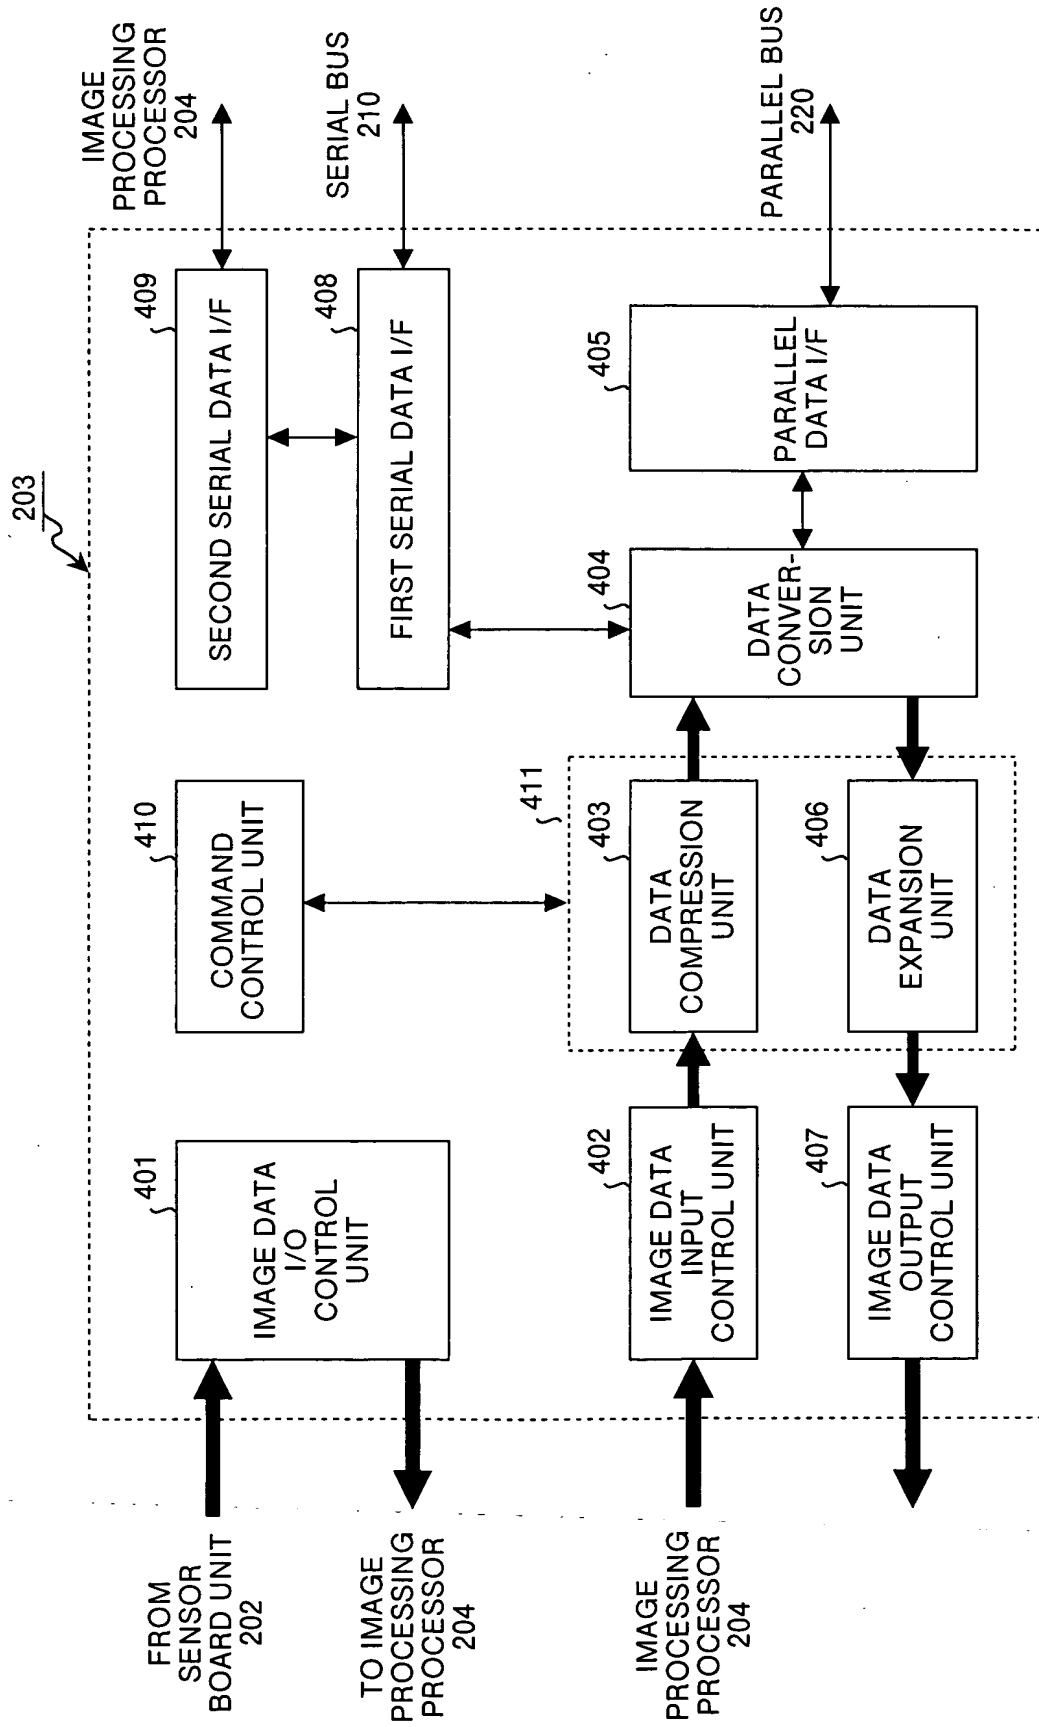 203
FROM
SENSOR
BOARD UNIT
202
TO IMAGE
PROCESSING
PROCESSOR
204
401
IMAGE DATA
I/O
CONTROL
UNIT
410
COMMAND
CONTROL UNIT
409
SECOND SERIAL DATA I/F
IMAGE
PROCESSING
PROCESSOR
204
408
FIRST SERIAL DATA I/F
SERIAL BUS
210
411
IMAGE
PROCESSING
PROCESSOR
204
402
IMAGE DATA
INPUT
CONTROL UNIT
403
DATA
COMPRESSION
UNIT
404
DATA
CONVER-
SION
UNIT
405
PARALLEL
DATA I/F
PARALLEL BUS
220
407
IMAGE DATA
OUTPUT
CONTROL UNIT
406
DATA
EXPANSION
UNIT